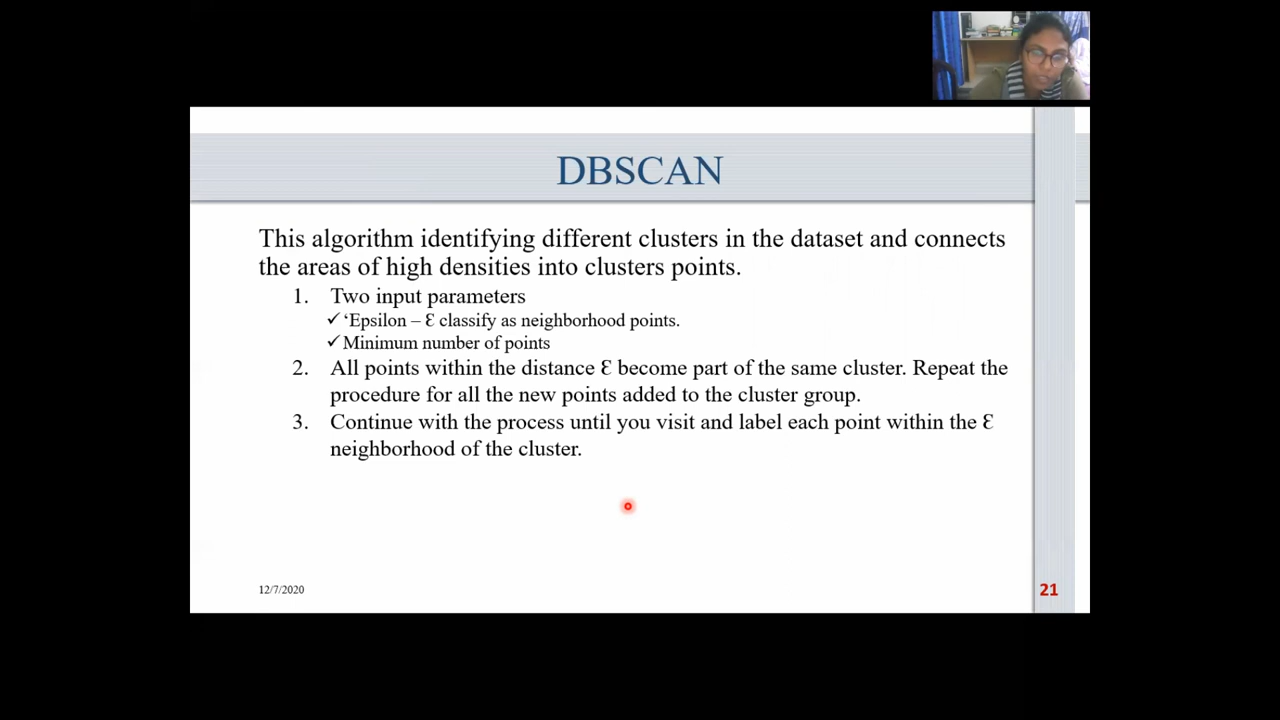 DBSCAN
This algorithm identifying different clusters in the dataset and connects
the areas of high densities into clusters points.
1. Two input parameters
✓‘Epsilon – Ɛ classify as neighborhood points.
✓Minimum number of points
2. All points within the distance Ɛ become part of the same cluster. Repeat the
procedure for all the new points added to the cluster group.
3. Continue with the process until you visit and label each point within the Ɛ
neighborhood of the cluster.
12/7/2020
21